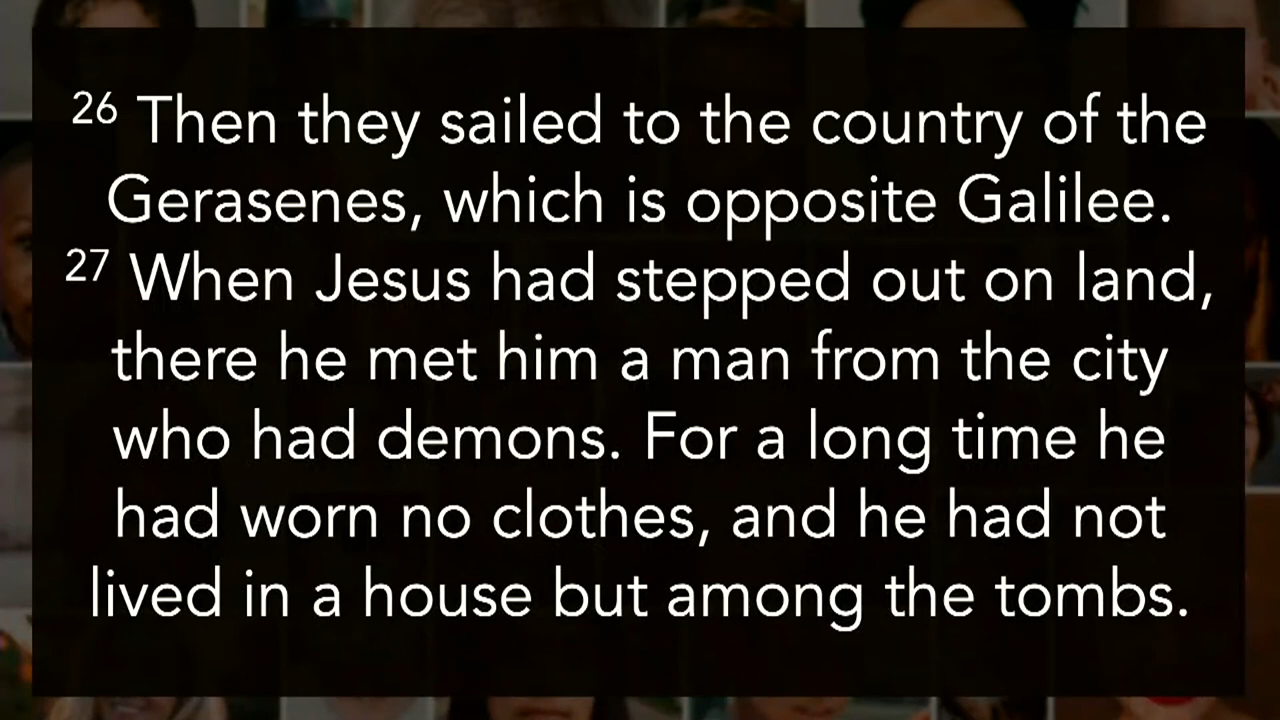 26 Then they sailed to the country of the
Gerasenes, which is opposite Galilee.
27 When Jesus had stepped out on land,
there he met him a man from the city
who had demons. For a long time he
had worn no clothes, and he had not
lived in a house but among the tombs.